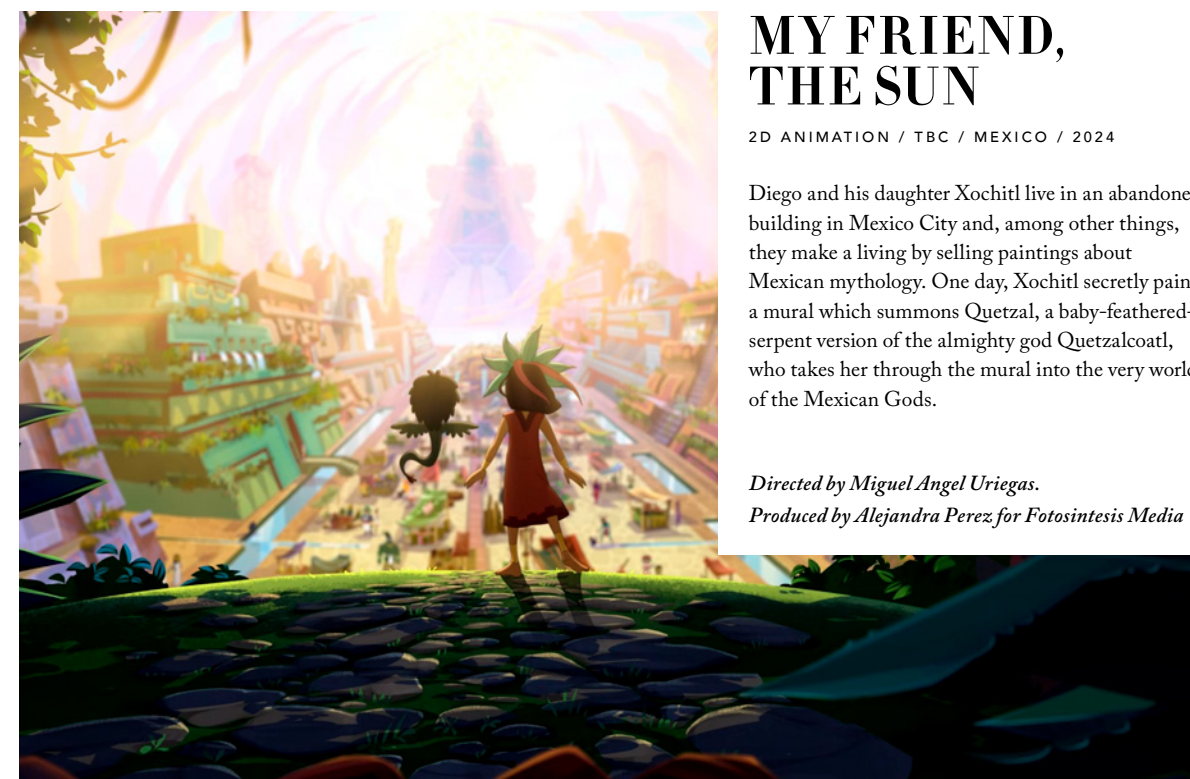 MY FRIEND,
THE SUN
2D ANIMATION / TBC / MEXICO / 2024
Diego and his daughter Xochitl live in an abandone
building in Mexico City and, among other things,
they make a living by selling paintings about
Mexican mythology. One day, Xochitl secretly pain
a mural which summons Quetzal, a baby-feathered-
serpent version of the almighty god Quetzalcoatl,
who takes her through the mural into the very world
of the Mexican Gods.
Directed by Miguel Angel Uriegas.
Produced by Alejandra Perez for Fotosintesis Media